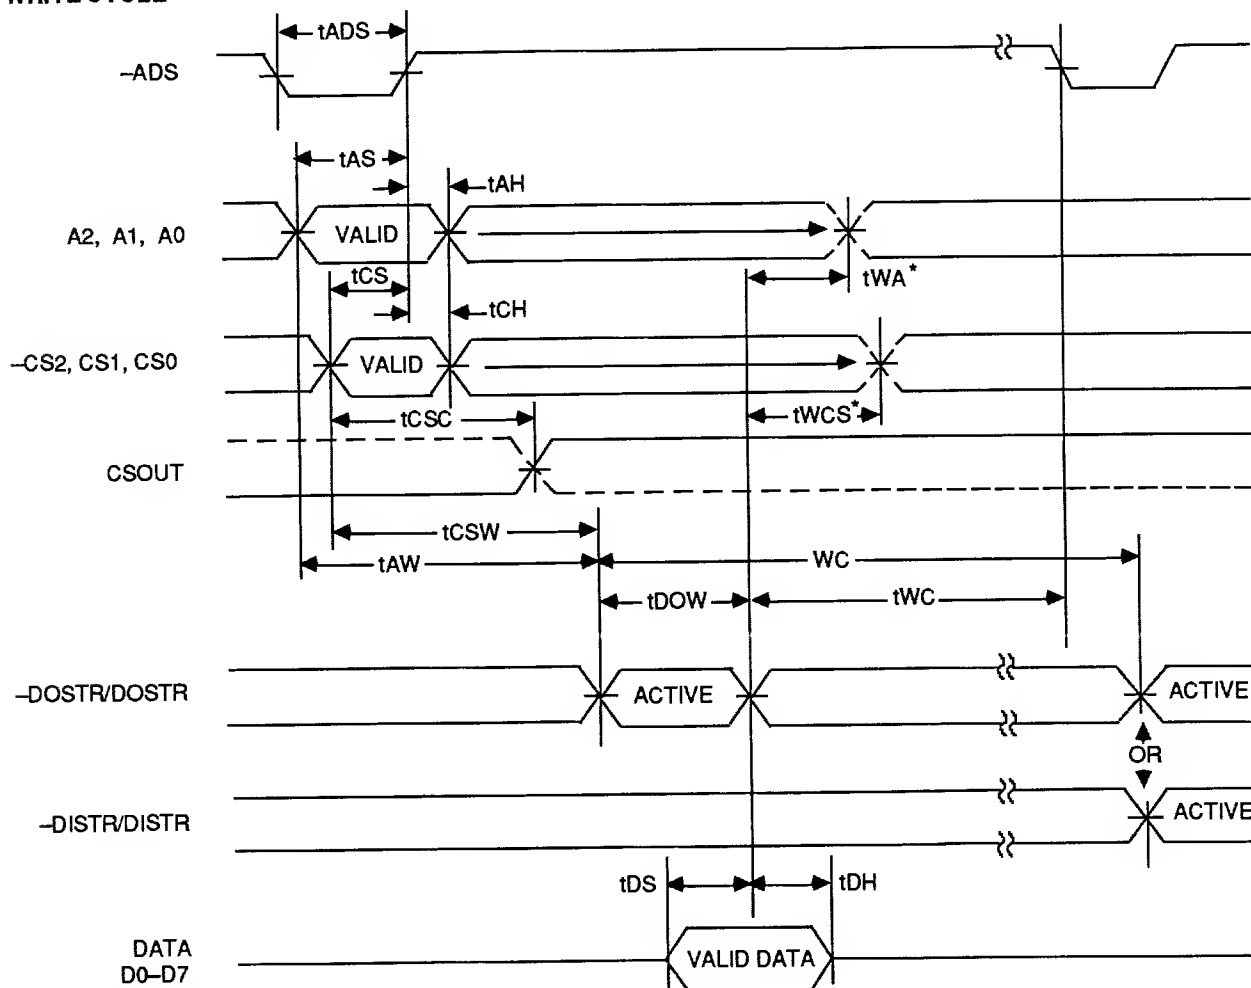 WRITE CYCLE
tADS
–ADS
tAS
tAH
A2, A1, A0
VALID
tCS
tWA*
tCH
–CS2, CS1, CS0
VALID
tCSC
tWCS*
CSOUT
tCSW
tAW
WC
tDOW
tWC
–DOSTR/DOSTR
ACTIVE
ACTIVE
OR
–DISTR/DISTR
ACTIVE
tDS
tDH
DATA
D0–D7
VALID DATA